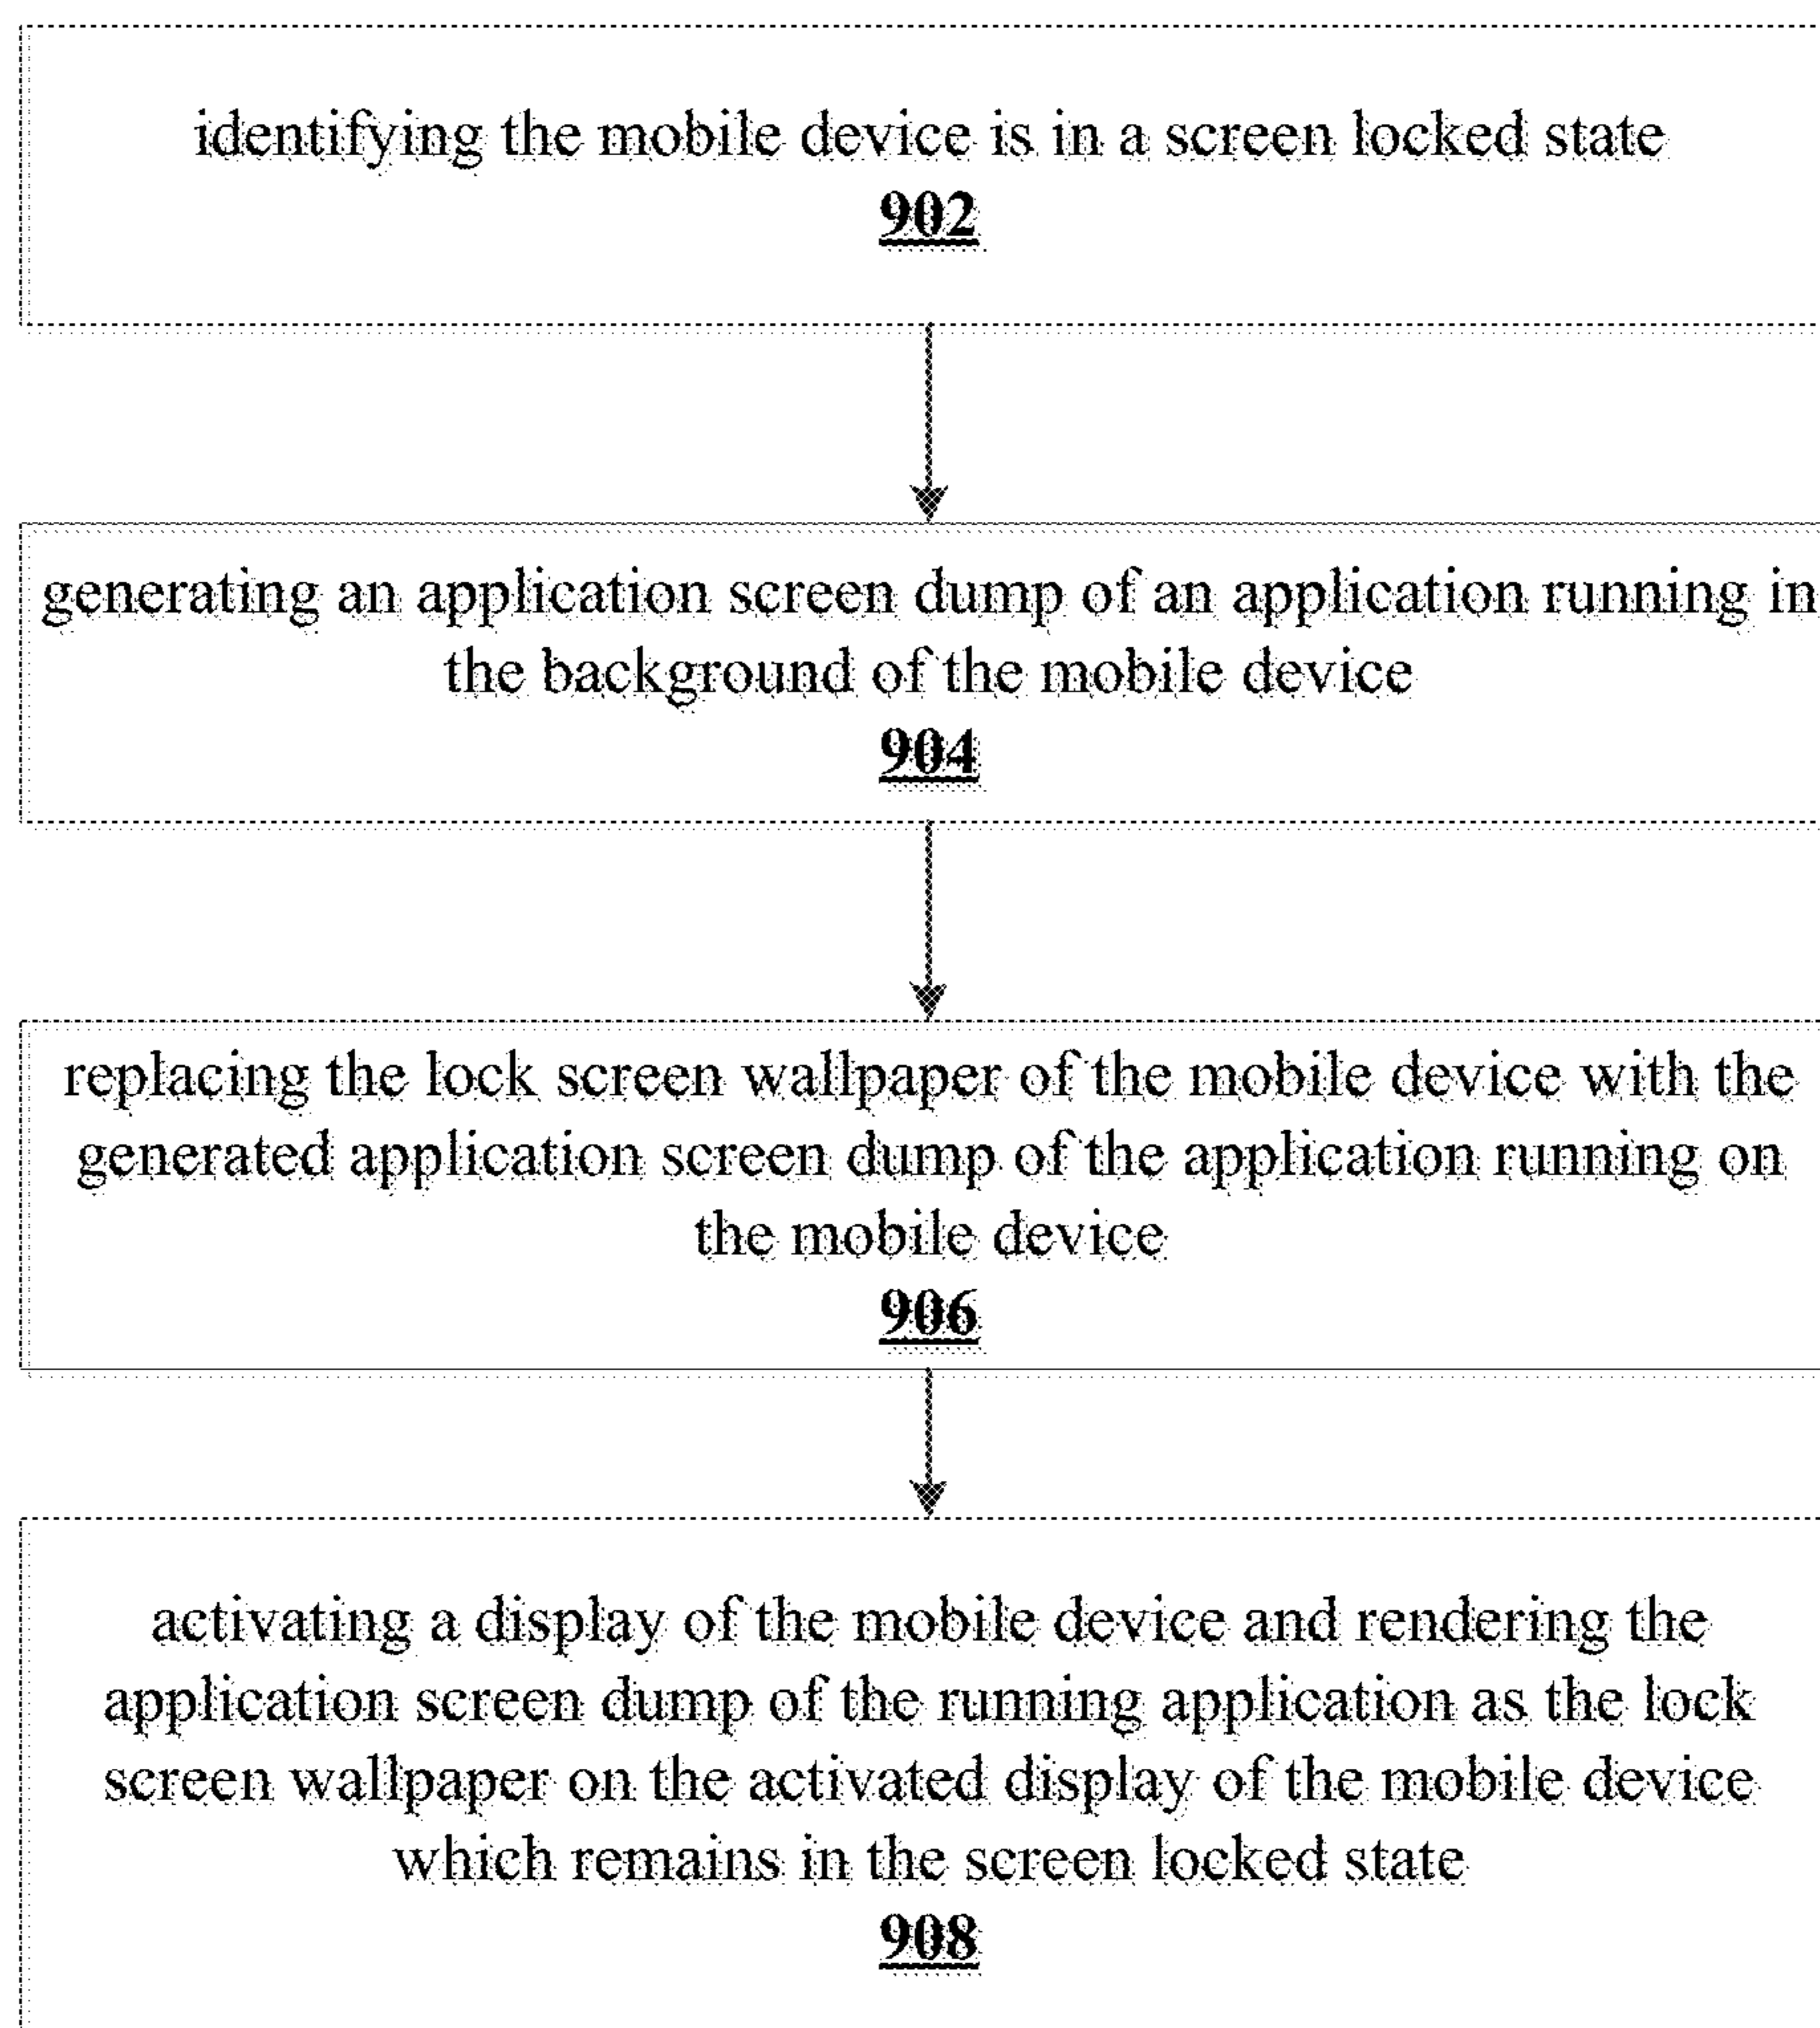 identifying the mobile device is in a screen locked state
902
generating an application screen dump of an application running in
the background of the mobile device
904
replacing the lock screen wallpaper of the mobile device with the
generated application screen dump of the application running on
the mobile device
906
activating a display of the mobile device and rendering the
application screen dump of the running application as the lock
screen wallpaper on the activated display of the mobile device
which remains in the screen locked state
908